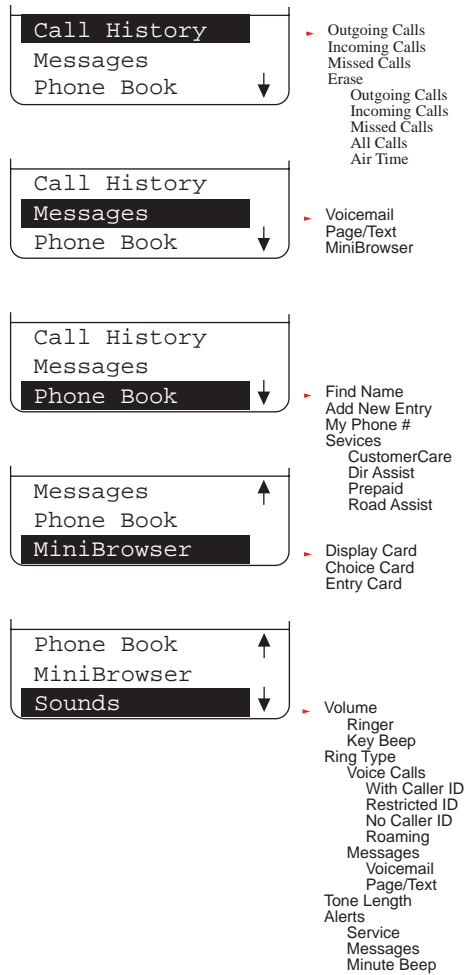 Call History
Messages
Phone Book
Outgoing Calls
Incoming Calls
Missed Calls
Erase
Outgoing Calls
Incoming Calls
Missed Calls
All Calls
Air Time
Call History
Messages
Phone Book
Voicemail
Page/Text
MiniBrowser
Call History
Messages
Phone Book
Find Name
Add New Entry
My Phone #
Sevices
CustomerCare
Dir Assist
Prepaid
Road Assist
Messages
Phone Book
MiniBrowser
Display Card
Choice Card
Entry Card
Phone Book
MiniBrowser
Sounds
Volume
Ringer
Key Beep
Ring Type
Voice Calls
With Caller ID
Restricted ID
No Caller ID
Roaming
Messages
Voicemail
Page/Text
Tone Length
Alerts
Service
Messages
Minute Beep